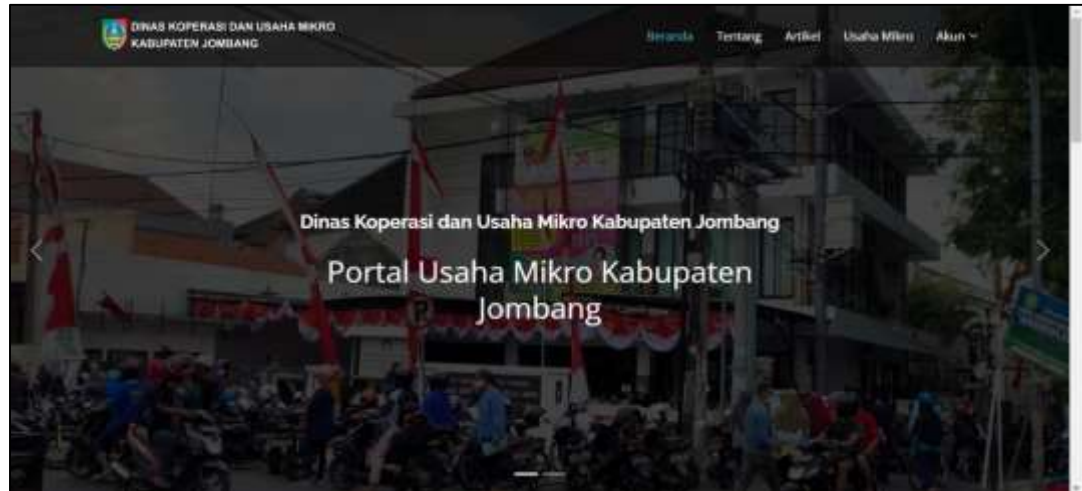 DINAS KOPERASI DAN USAHA MIKRO
KABUPATEN JOMBANG
Beranda Tentang Artikel Usaha Mikro Akun
Dinas Koperasi dan Usaha Mikro Kabupaten Jombang
Portal Usaha Mikro Kabupaten
Jombang